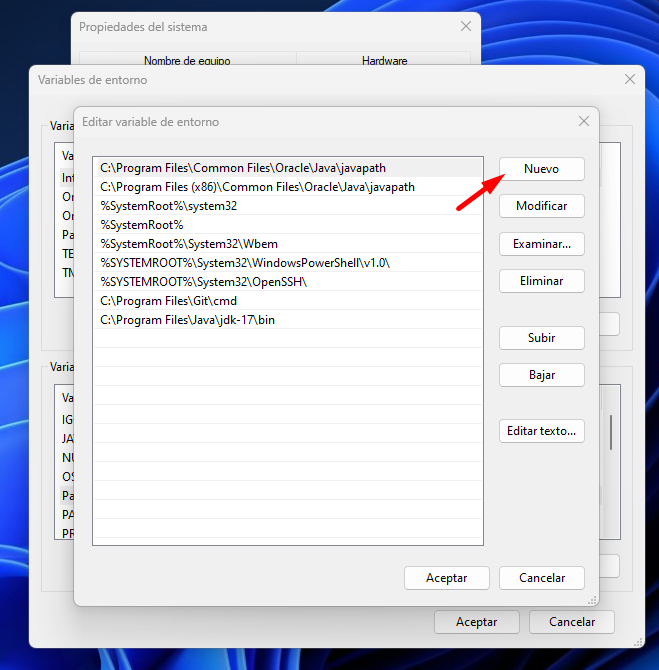 Propiedades del sistema
Nombre de equipo
Hardware
Variables de entorno
Editar variable de entorno
C:\Program Files\Common Files\Oracle\Java\javapath
C:\Program Files (x86)\Common Files\Oracle\Java\javapath
%SystemRoot%\system32
%SystemRoot%
%SystemRoot%\System32\Wbem
%SYSTEMROOT%\System32\WindowsPowerShell\v1.0\
%SYSTEMROOT%\System32\OpenSSH\
C:\Program Files\Git\cmd
C:\Program Files\Java\jdk-17\bin
Nuevo
Modificar
Examinar...
Eliminar
Subir
Bajar
Editar texto...
Aceptar
Cancelar
Aceptar
Cancelar